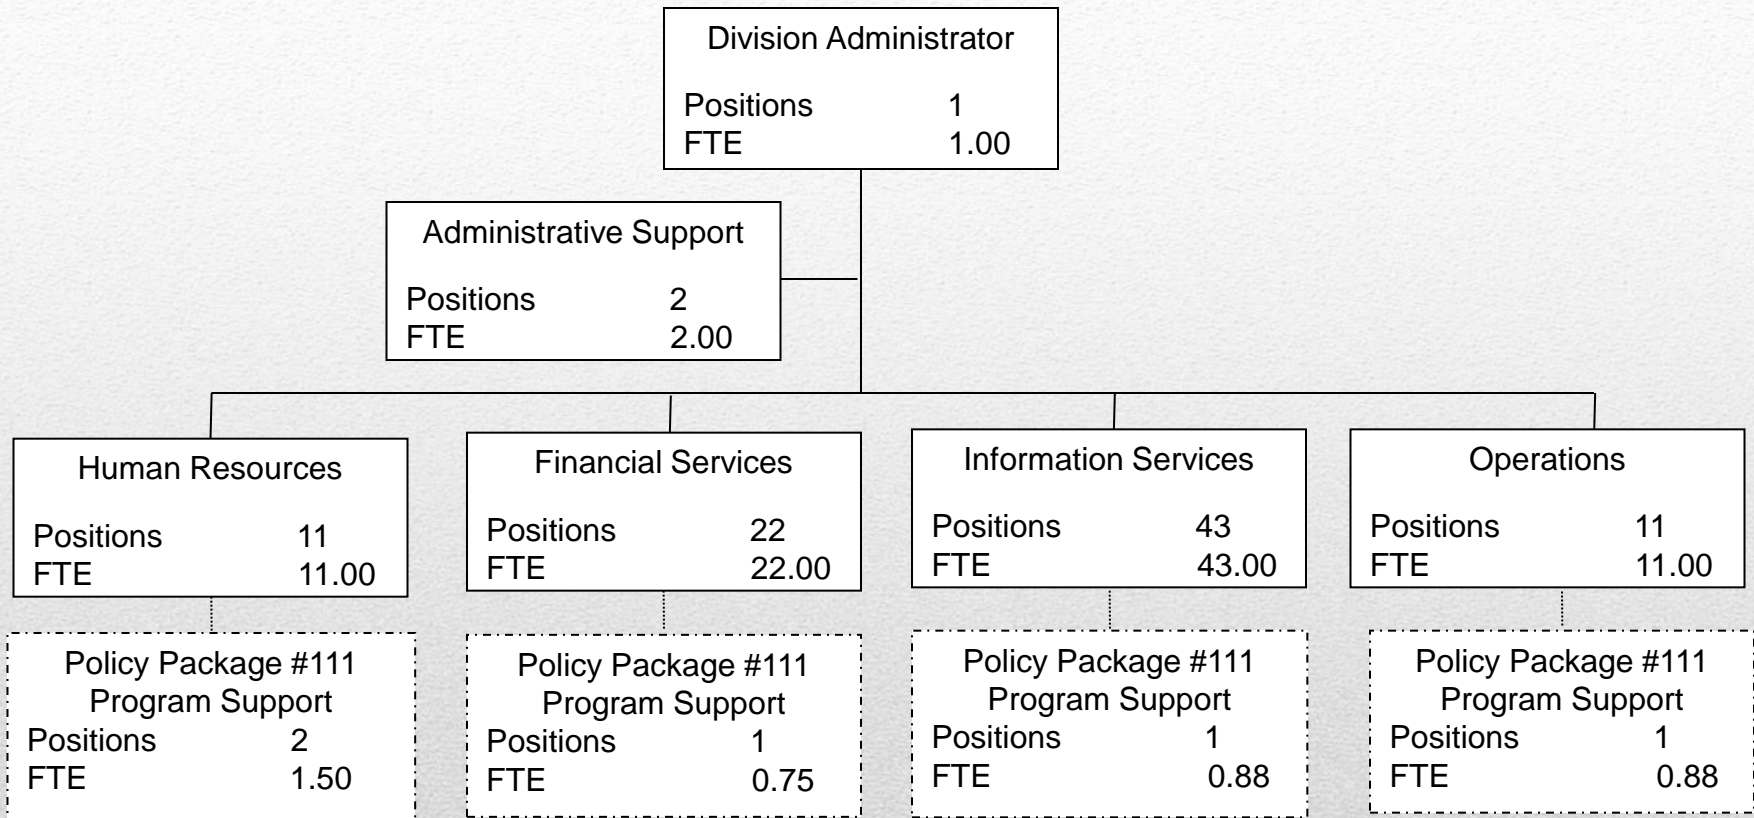 Division Administrator
Positions 1
FTE 1.00
Administrative Support
Positions 2
FTE 2.00
Human Resources
Positions 11
FTE 11.00
Financial Services
Positions 22
FTE 22.00
Information Services
Positions 43
FTE 43.00
Operations
Positions 11
FTE 11.00
Policy Package #111
Program Support
Positions 2
FTE 1.50
Policy Package #111
Program Support
Positions 1
FTE 0.75
Policy Package #111
Program Support
Positions 1
FTE 0.88
Policy Package #111
Program Support
Positions 1
FTE 0.88